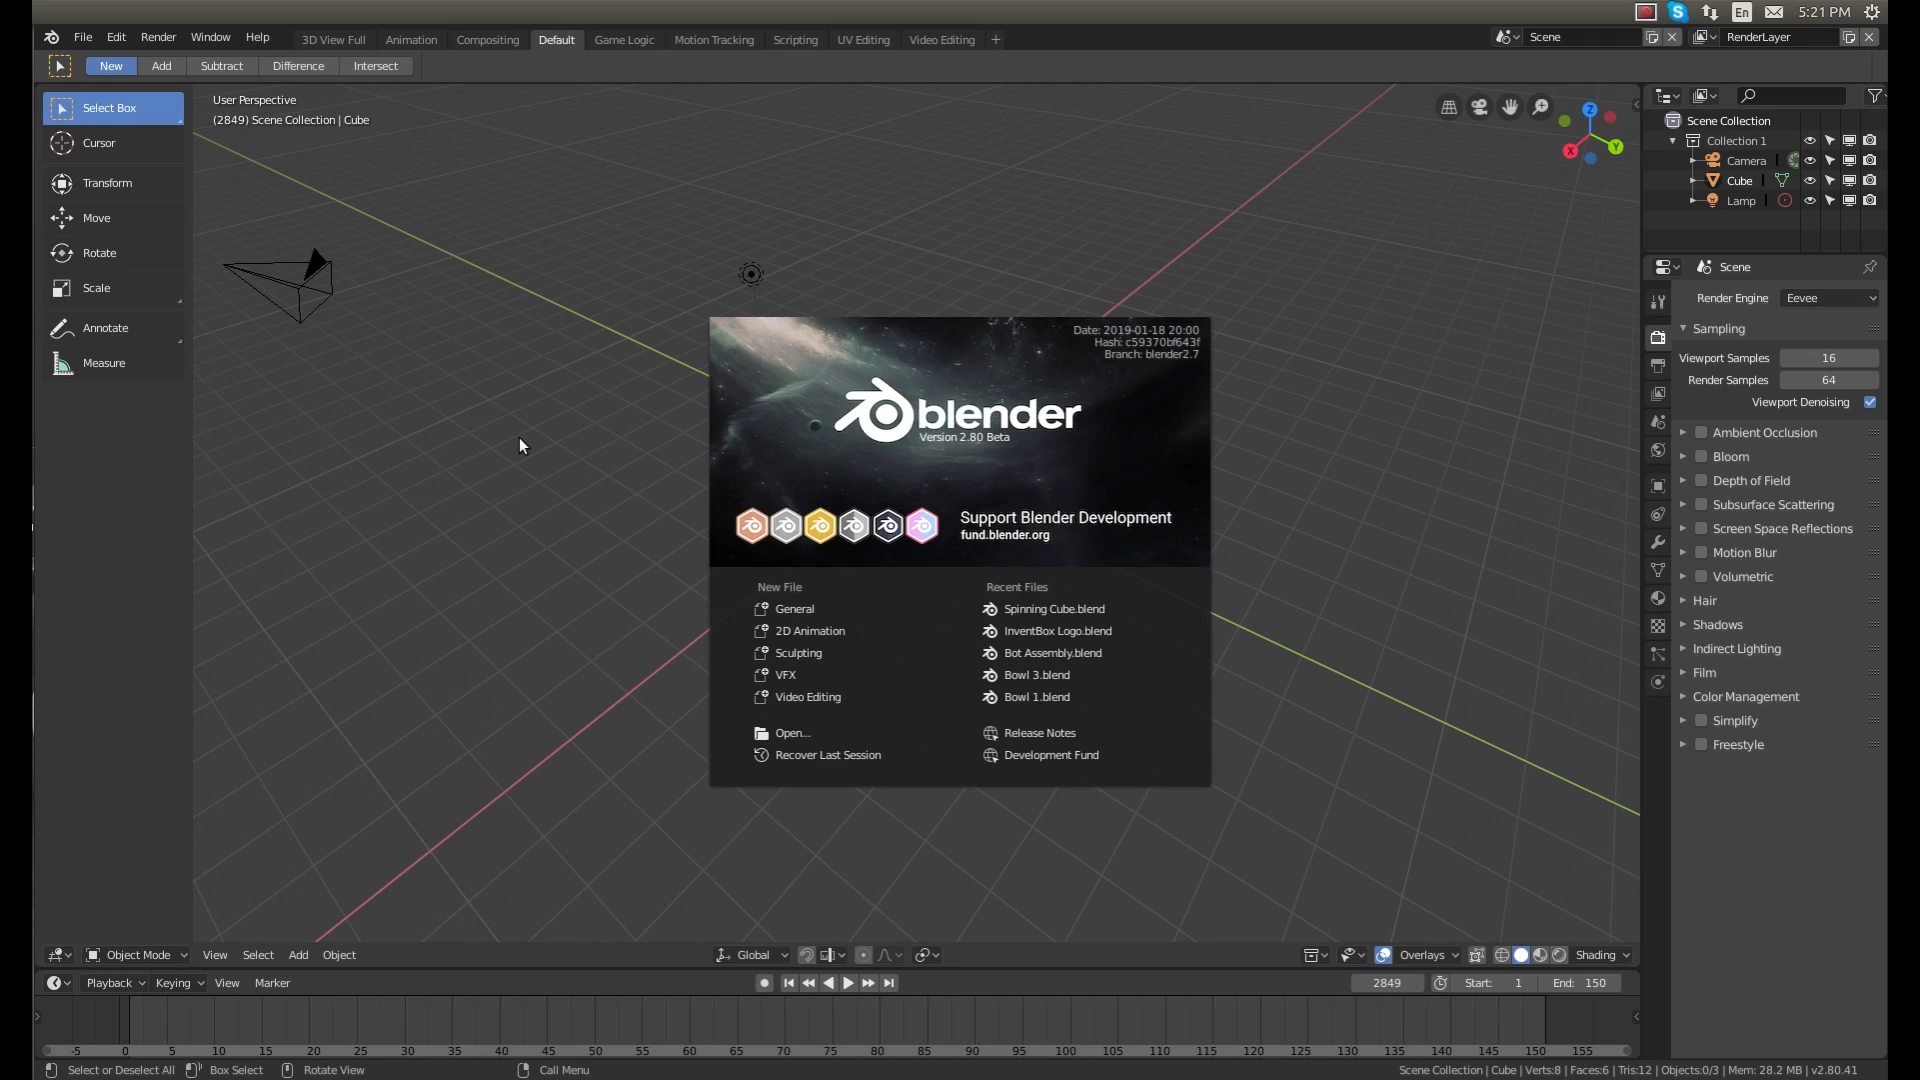 En 5:21 PM
File Edit Render Window Help 3D View Full Animation Compositing Default Game Logic Motion Tracking Scripting UV Editing Video Editing + Scene RenderLayer
New Add Subtract Difference Intersect
Select Box
Cursor
Transform
Move
Rotate
Scale
Annotate
Measure
User Perspective
(2849) Scene Collection | Cube
Z
X
Y
Date: 2019-01-18 20:00
Hash: c59370bf643f
Branch: blender2.7
blender
Version 2.80 Beta
Support Blender Development
fund.blender.org
New File
General
2D Animation
Sculpting
VFX
Video Editing
Open...
Recover Last Session
Recent Files
Spinning Cube.blend
InventBox Logo.blend
Bot Assembly.blend
Bowl 3.blend
Bowl 1.blend
Release Notes
Development Fund
Scene Collection
Collection 1
Camera
Cube
Lamp
Scene
Render Engine Eevee
Sampling
Viewport Samples 16
Render Samples 64
Viewport Denoising
Ambient Occlusion
Bloom
Depth of Field
Subsurface Scattering
Screen Space Reflections
Motion Blur
Volumetric
Hair
Shadows
Indirect Lighting
Film
Color Management
Simplify
Freestyle
Object Mode View Select Add Object Global Overlays Shading
Playback Keying View Marker 2849 Start: 1 End: 150
-5 0 5 10 15 20 25 30 35 40 45 50 55 60 65 70 75 80 85 90 95 100 105 110 115 120 125 130 135 140 145 150 155
Select or Deselect All Box Select Rotate View Call Menu Scene Collection | Cube | Verts:8 | Faces:6 | Tris:12 | Objects:0/3 | Mem: 28.2 MB | v2.80.41